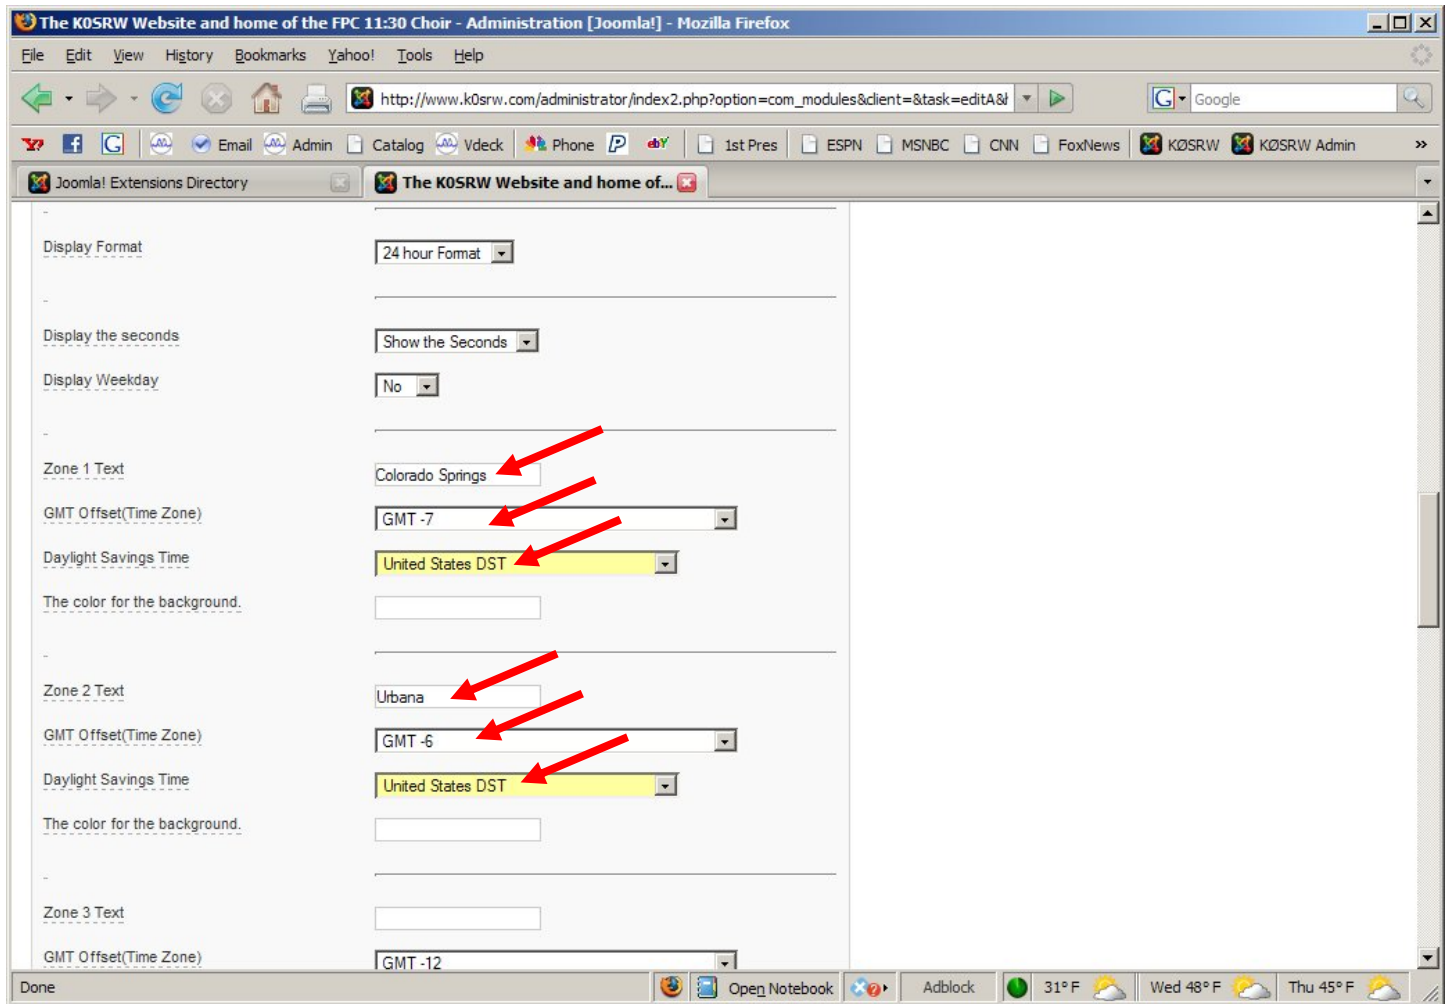 The K0SRW Website and home of the FPC 11:30 Choir - Administration [Joomla!] - Mozilla Firefox
File Edit View History Bookmarks Yahoo! Tools Help
http://www.k0srw.com/administrator/index2.php?option=com_modules&client=&task=editA&l
G Google
Y? f G Email Admin Catalog Vdeck Phone P ebY 1st Pres ESPN MSNBC CNN FoxNews KØSRW KØSRW Admin »
Joomla! Extensions Directory The K0SRW Website and home of...
-
Display Format 24 hour Format
-
Display the seconds Show the Seconds
Display Weekday No
-
Zone 1 Text Colorado Springs
GMT Offset(Time Zone) GMT -7
Daylight Savings Time United States DST
The color for the background.
-
Zone 2 Text Urbana
GMT Offset(Time Zone) GMT -6
Daylight Savings Time United States DST
The color for the background.
-
Zone 3 Text
GMT Offset(Time Zone) GMT -12
Done Open Notebook Adblock 31° F Wed 48° F Thu 45° F